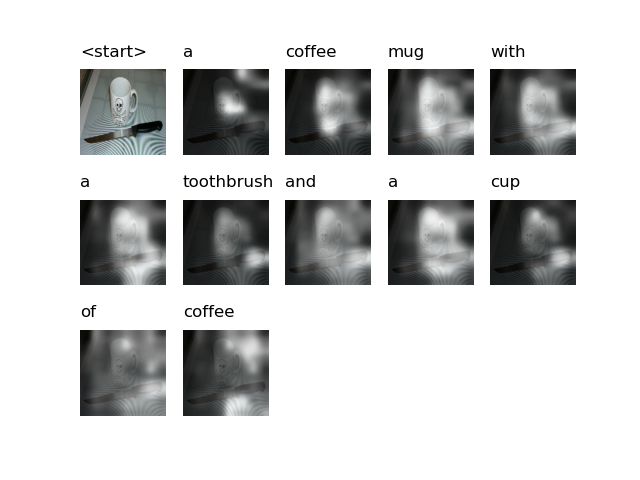 <start> a coffee mug with
a toothbrush and a cup
of coffee